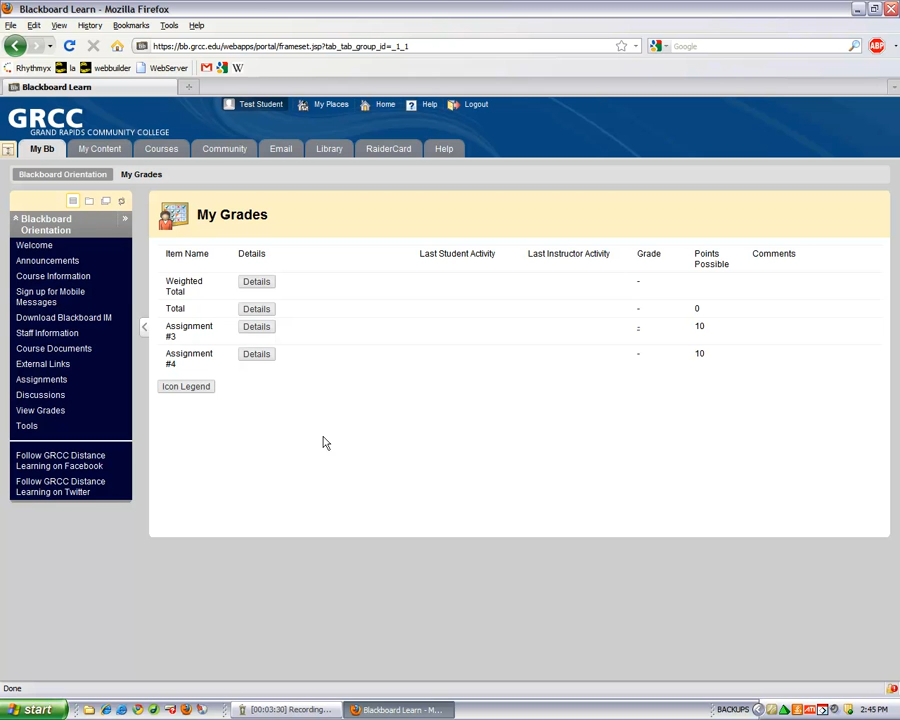 Blackboard Learn - Mozilla Firefox
File Edit View History Bookmarks Tools Help
https://bb.grcc.edu/webapps/portal/frameset.jsp?tab_tab_group_id=_1_1
Google
ABP
Rhythmyx la webbuilder WebServer
Blackboard Learn
Test Student My Places Home Help Logout
GRCC
GRAND RAPIDS COMMUNITY COLLEGE
My Bb My Content Courses Community Email Library RaiderCard Help
Blackboard Orientation My Grades
Blackboard
Orientation
Welcome
Announcements
Course Information
Sign up for Mobile
Messages
Download Blackboard IM
Staff Information
Course Documents
External Links
Assignments
Discussions
View Grades
Tools
Follow GRCC Distance
Learning on Facebook
Follow GRCC Distance
Learning on Twitter
My Grades
Item Name Details Last Student Activity Last Instructor Activity Grade Points Possible Comments
Weighted Total Details -
Total Details - 0
Assignment #3 Details - 10
Assignment #4 Details - 10
Icon Legend
Done
start [00:03:30] Recording... Blackboard Learn - M... BACKUPS 2:45 PM